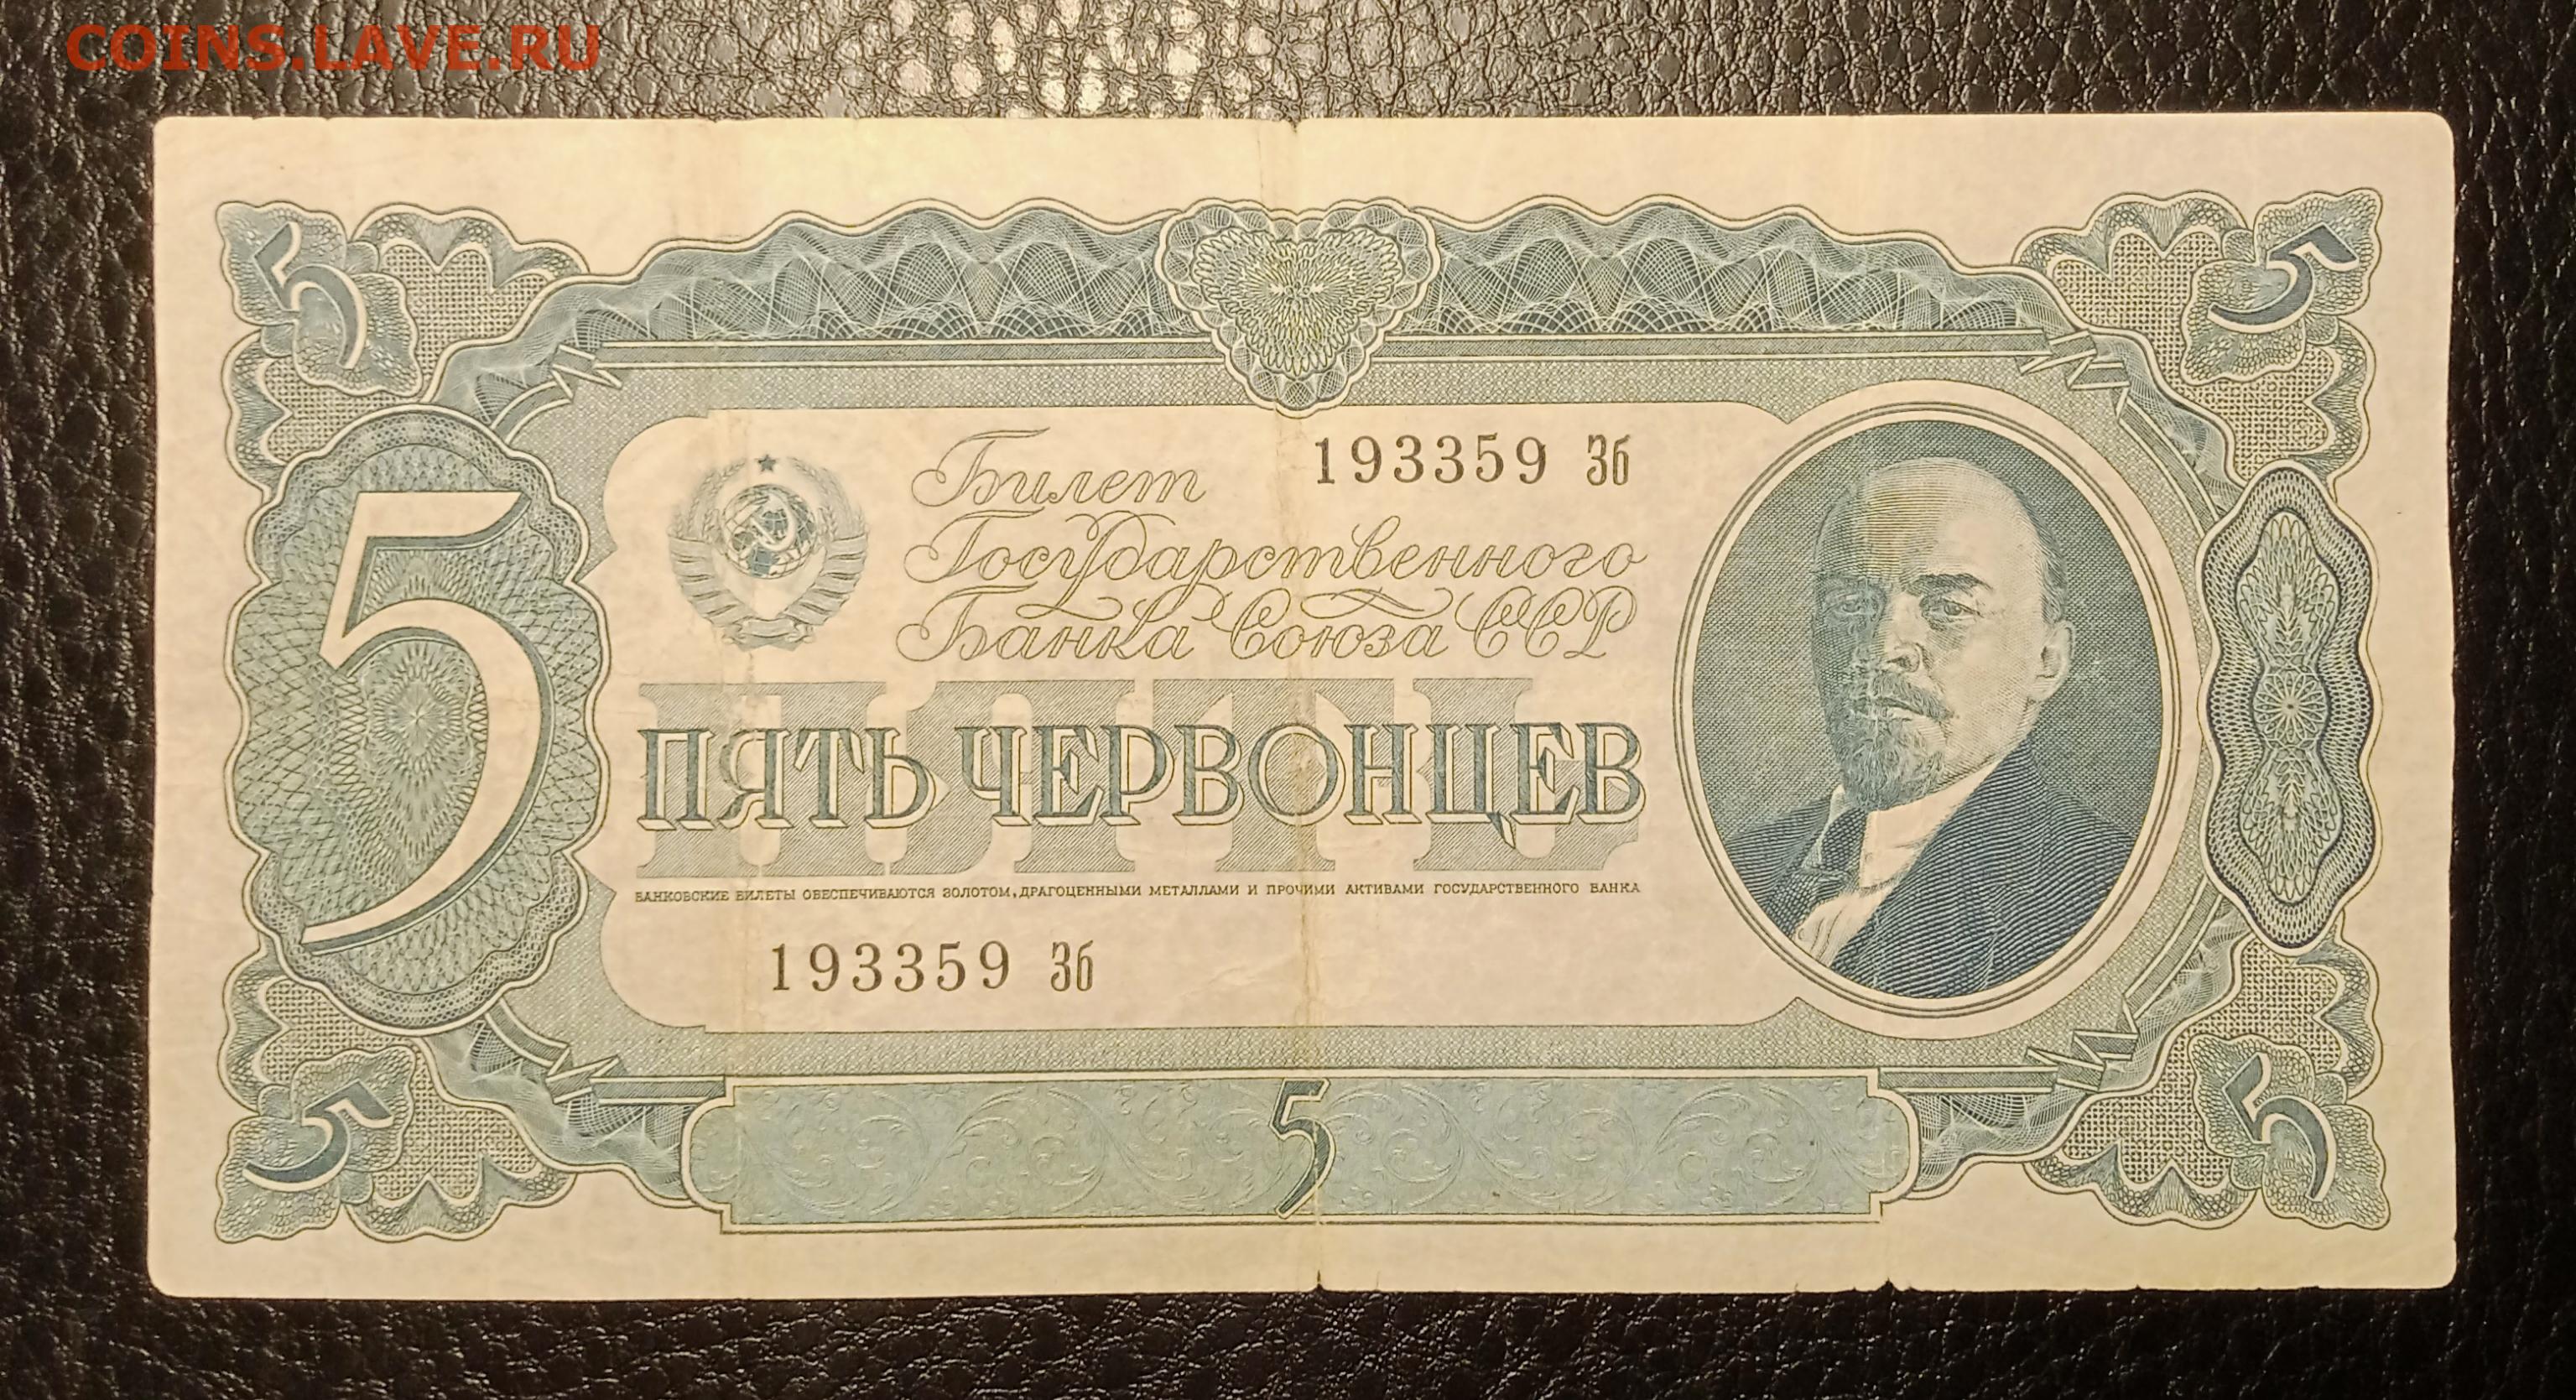 COINS.LAVE.RU
5 5
193359 Зб
Билет
Государственного
Банка Союза ССР
5
ПЯТЬ
ПЯТЬ ЧЕРВОНЦЕВ
БАНКОВСКИЕ БИЛЕТЫ ОБЕСПЕЧИВАЮТСЯ ЗОЛОТОМ, ДРАГОЦЕННЫМИ МЕТАЛЛАМИ И ПРОЧИМИ АКТИВАМИ ГОСУДАРСТВЕННОГО БАНКА
193359 Зб
5 5 5